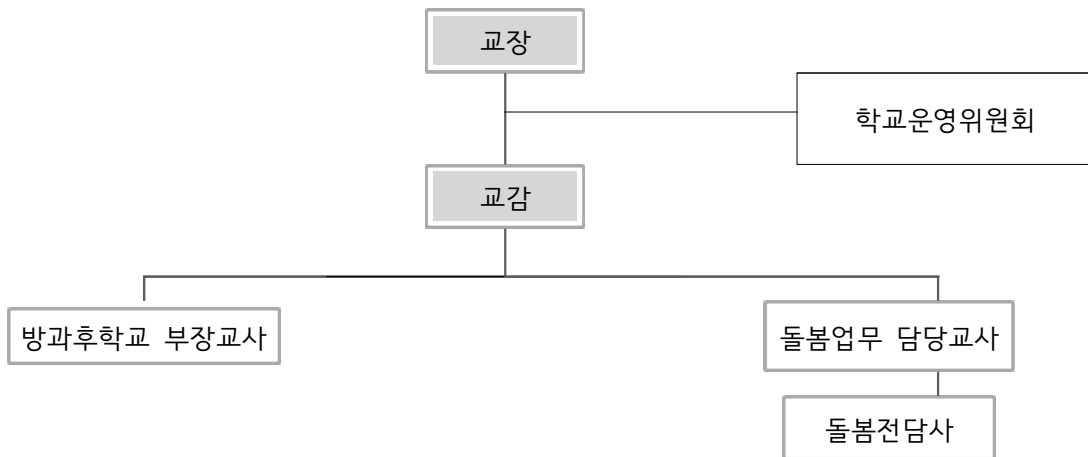 교장
학교운영위원회
교감
방과후학교 부장교사
돌봄업무 담당교사
돌봄전담사